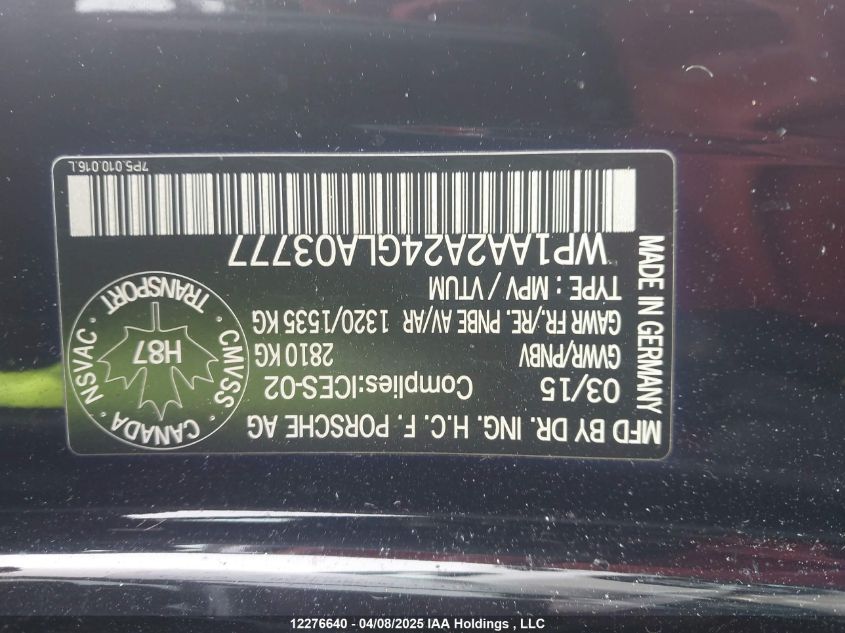 MFD BY DR. ING. H.C. F. PORSCHE AG
03/15 Complies:ICES-02
GWR/PNBV 2810 KG
GAWR FR./RE. PNBE AV/AR 1320/1535 KG
TYPE : MPV / VTUM
WP1AA2A24GLA03777
MADE IN GERMANY
CANADA · NSVAC · TRANSPORT · CMVSS ·
H87
7P5.010.016.L
12276640 - 04/08/2025 IAA Holdings , LLC